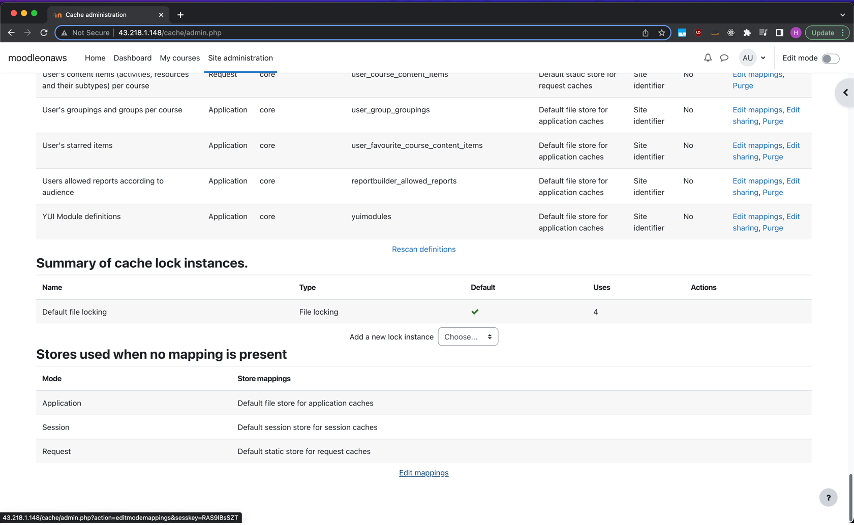 Cache administration
Not Secure 43.218.1.148/cache/admin.php
Update
moodleonaws Home Dashboard My courses Site administration AU Edit mode
User's content items (activities, resources Request core user_course_content_items Default static store for Site No Edit mappings,
and their subtypes) per course request caches identifier Purge
User's groupings and groups per course Application core user_group_groupings Default file store for Site No Edit mappings, Edit
application caches identifier sharing, Purge
User's starred items Application core user_favourite_course_content_items Default file store for Site No Edit mappings, Edit
application caches identifier sharing, Purge
Users allowed reports according to Application core reportbuilder_allowed_reports Default file store for Site No Edit mappings, Edit
audience application caches identifier sharing, Purge
YUI Module definitions Application core yuimodules Default file store for Site No Edit mappings, Edit
application caches identifier sharing, Purge
Rescan definitions
Summary of cache lock instances.
Name Type Default Uses Actions
Default file locking File locking 4
Add a new lock instance Choose...
Stores used when no mapping is present
Mode Store mappings
Application Default file store for application caches
Session Default session store for session caches
Request Default static store for request caches
Edit mappings
?
43.218.1.148/cache/admin.php?action=editmodemappings&sesskey=RAS9lBsSZT